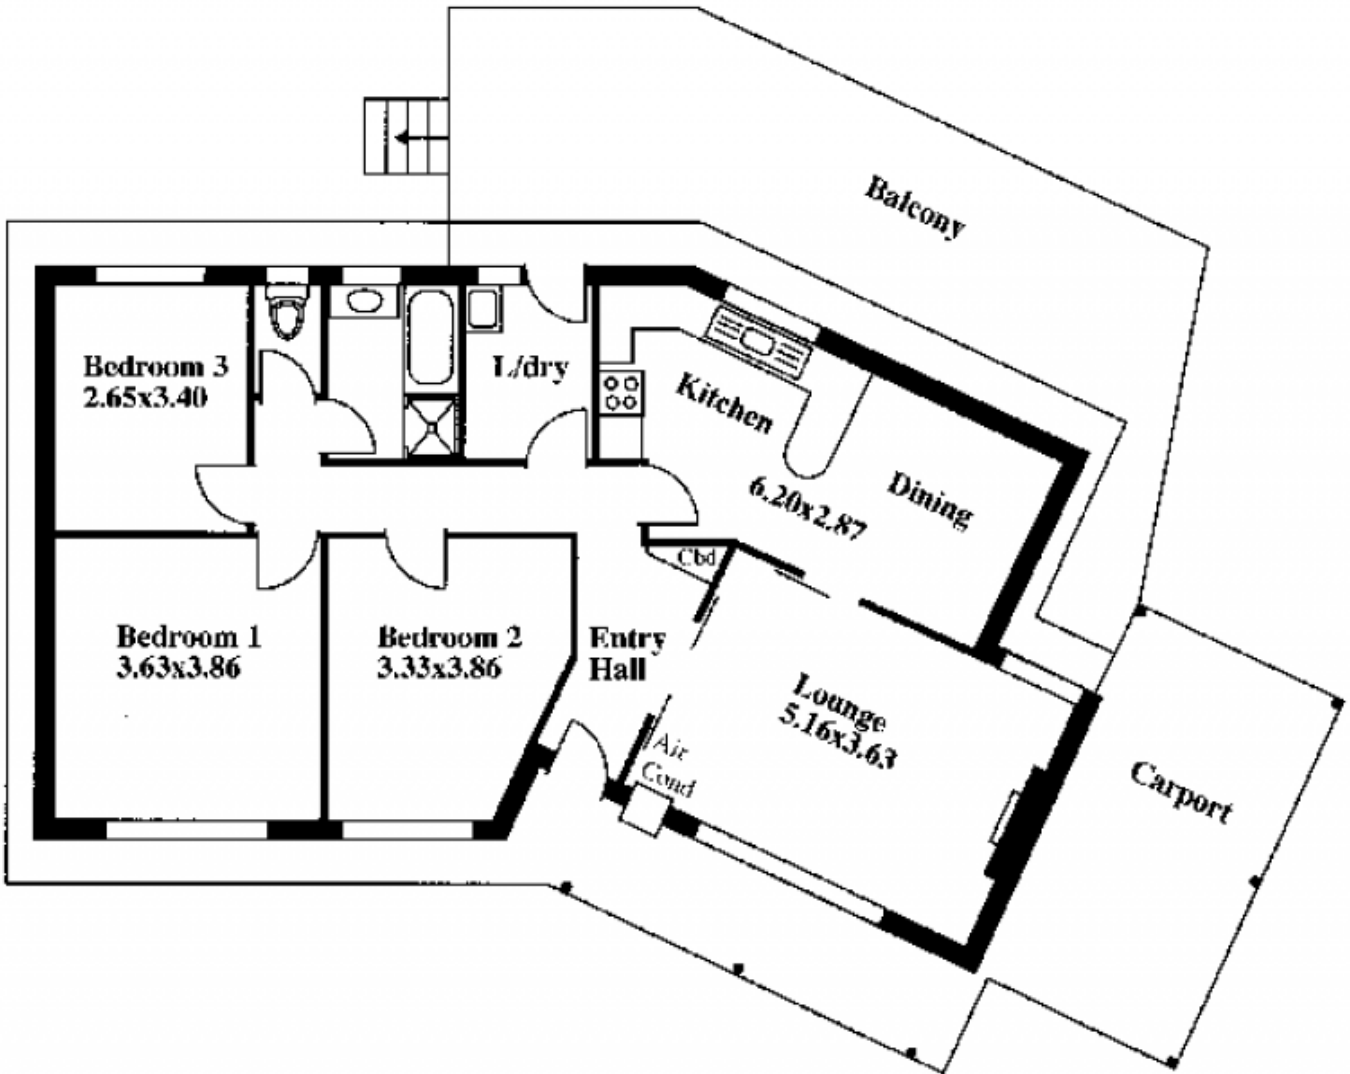 Balcony
Bedroom 3
2.65x3.40
L/dry
Kitchen
6.20x2.87
Dining
Cbd
Bedroom 1
3.63x3.86
Bedroom 2
3.33x3.86
Entry
Hall
Lounge
5.16x3.63
Air
Cond
Carport